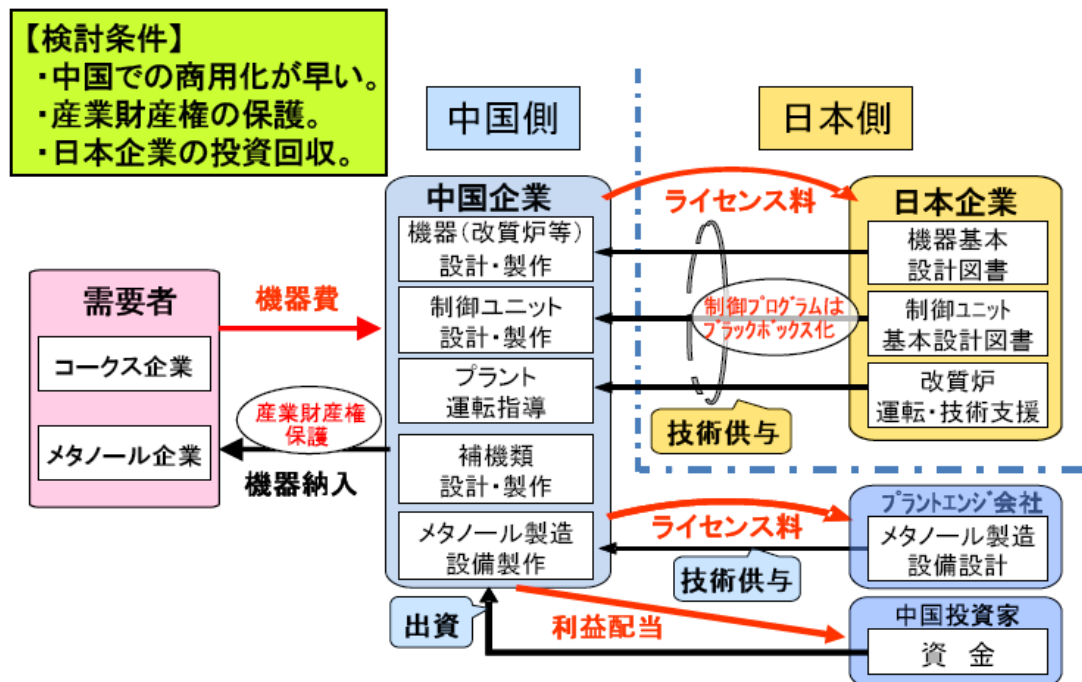 【検討条件】
・中国での商用化が早い。
・産業財産権の保護。
・日本企業の投資回収。
中国側
日本側
中国企業
機器（改質炉等）
設計・製作
制御ユニット
設計・製作
プラント
運転指導
補機類
設計・製作
メタノール製造
設備製作
ライセンス料
日本企業
機器基本
設計図書
制御ユニット
基本設計図書
改質炉
運転・技術支援
制御プログラムは
ブラックボックス化
技術供与
需要者
コークス企業
メタノール企業
機器費
産業財産権
保護
機器納入
ライセンス料
技術供与
プラントエンジ会社
メタノール製造
設備設計
出資
利益配当
中国投資家
資　金